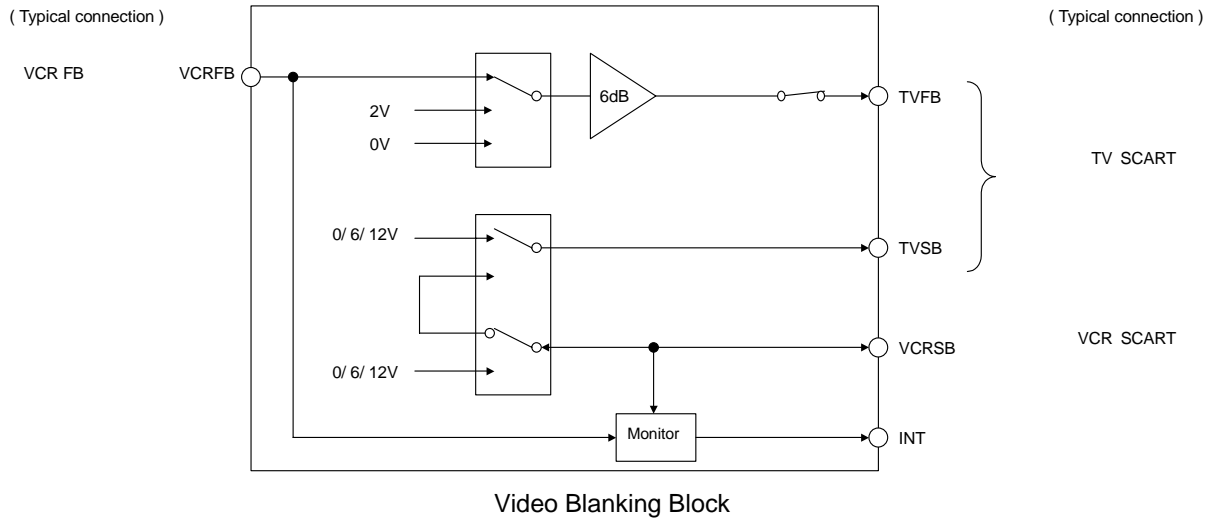 ( Typical connection )
( Typical connection )
VCR FB
VCRFB
6dB
TVFB
2V
0V
TV SCART
0/ 6/ 12V
TVSB
VCRSB
VCR SCART
0/ 6/ 12V
Monitor
INT
Video Blanking Block